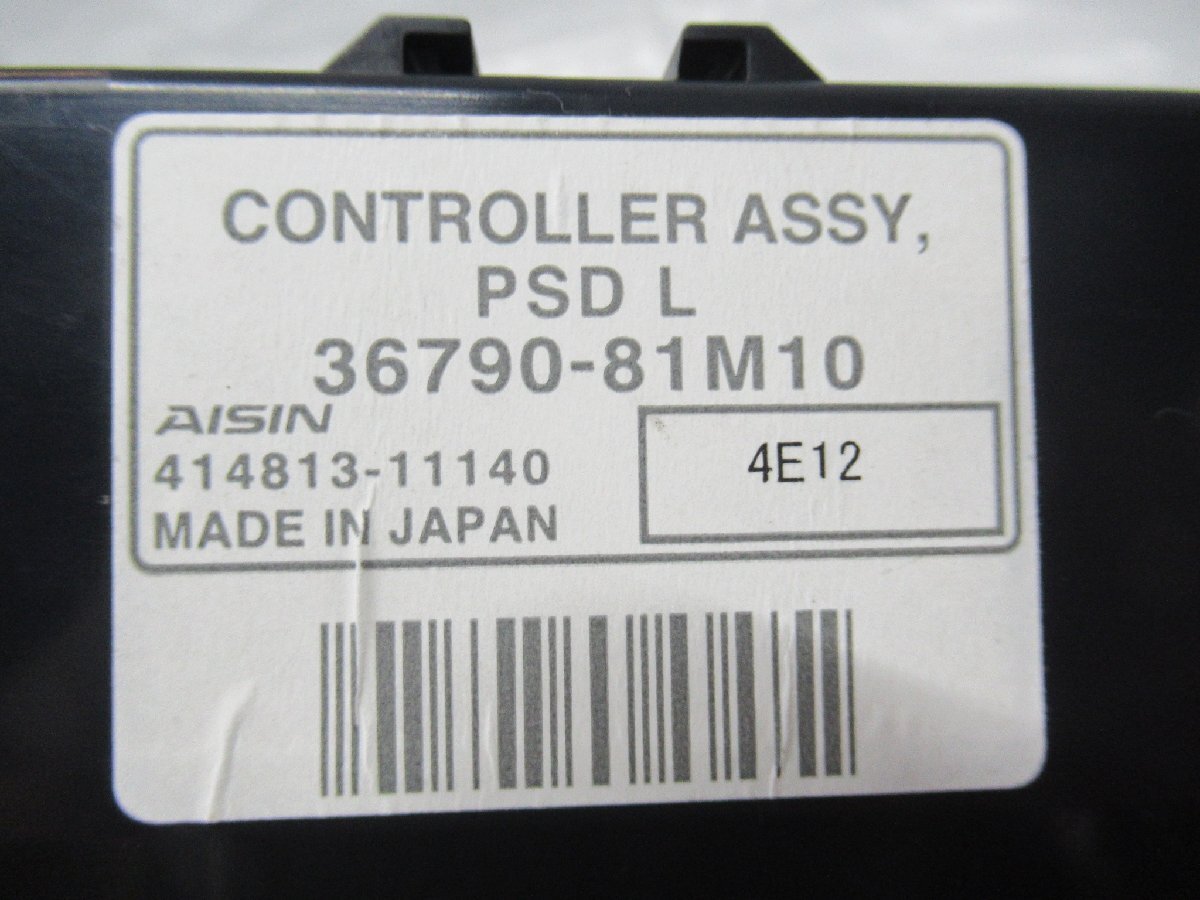 CONTROLLER ASSY,
PSD L
36790-81M10
AISIN
414813-11140
MADE IN JAPAN
4E12